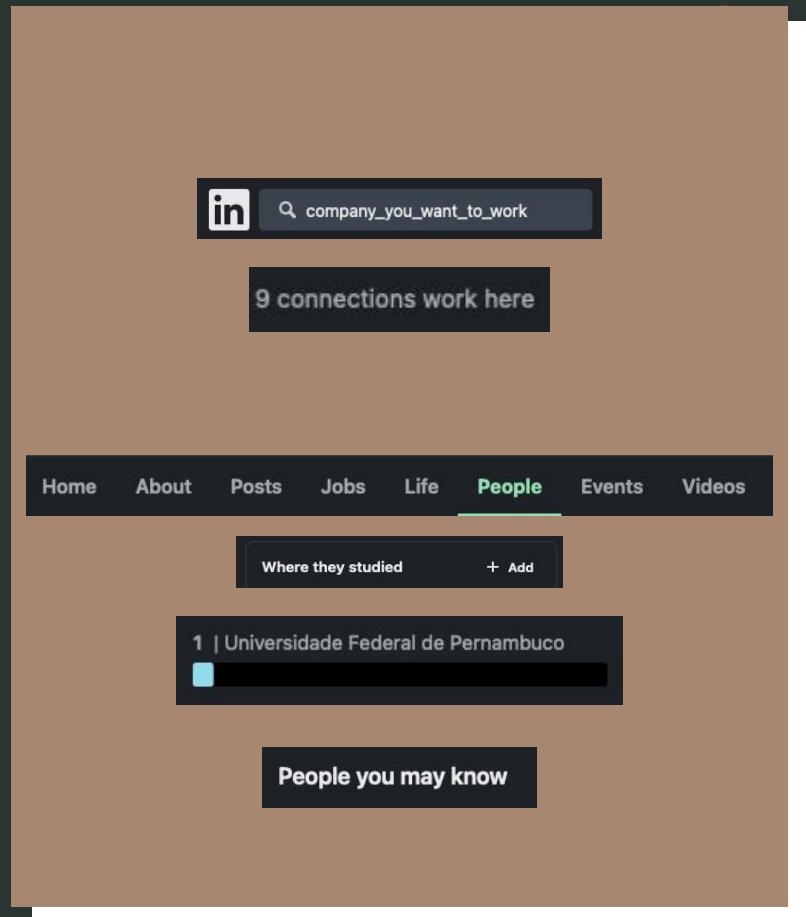 in company_you_want_to_work
9 connections work here
Home About Posts Jobs Life People Events Videos
Where they studied + Add
1 | Universidade Federal de Pernambuco
People you may know